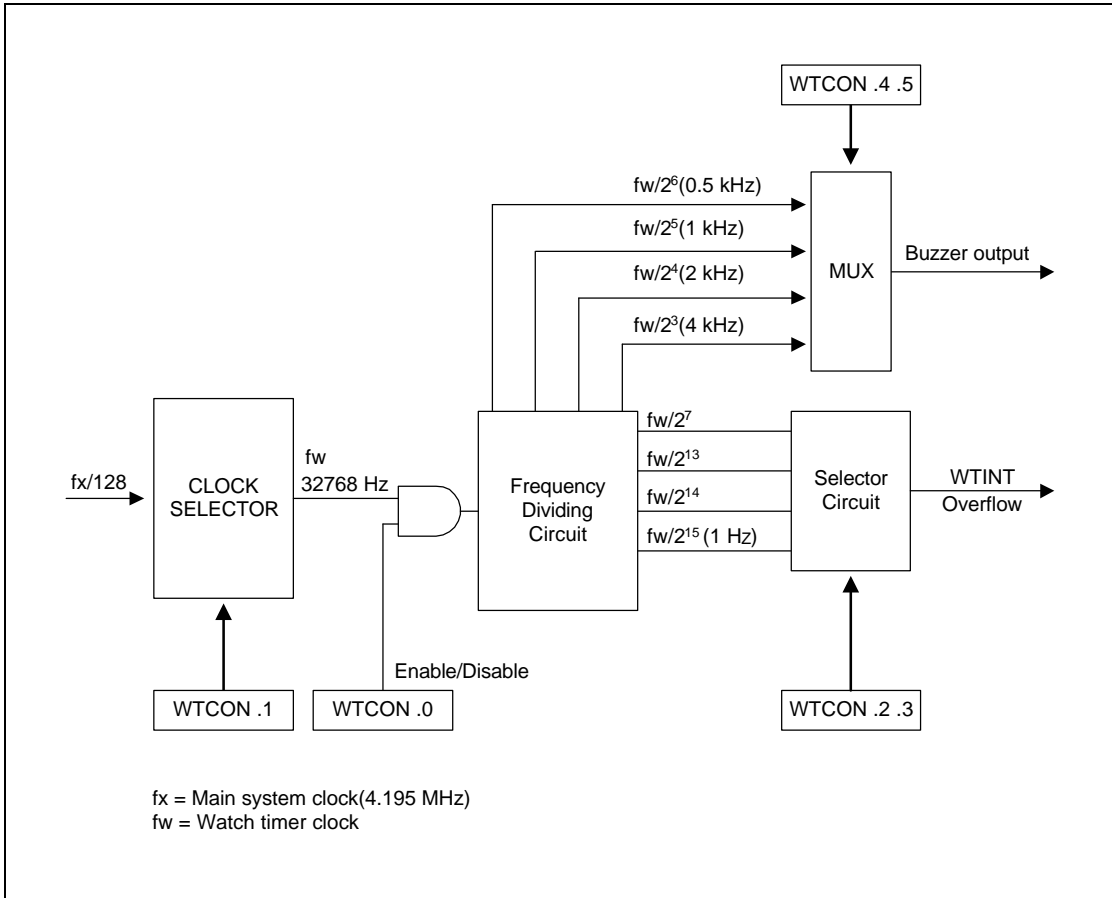 WTCON .4 .5
fw/2⁶(0.5 kHz)
fw/2⁵(1 kHz)
fw/2⁴(2 kHz)
fw/2³(4 kHz)
MUX
Buzzer output
fx/128
CLOCK
SELECTOR
fw
32768 Hz
Frequency
Dividing
Circuit
fw/2⁷
fw/2¹³
fw/2¹⁴
fw/2¹⁵ (1 Hz)
Selector
Circuit
WTINT
Overflow
Enable/Disable
WTCON .1
WTCON .0
WTCON .2 .3
fx = Main system clock(4.195 MHz)
fw = Watch timer clock